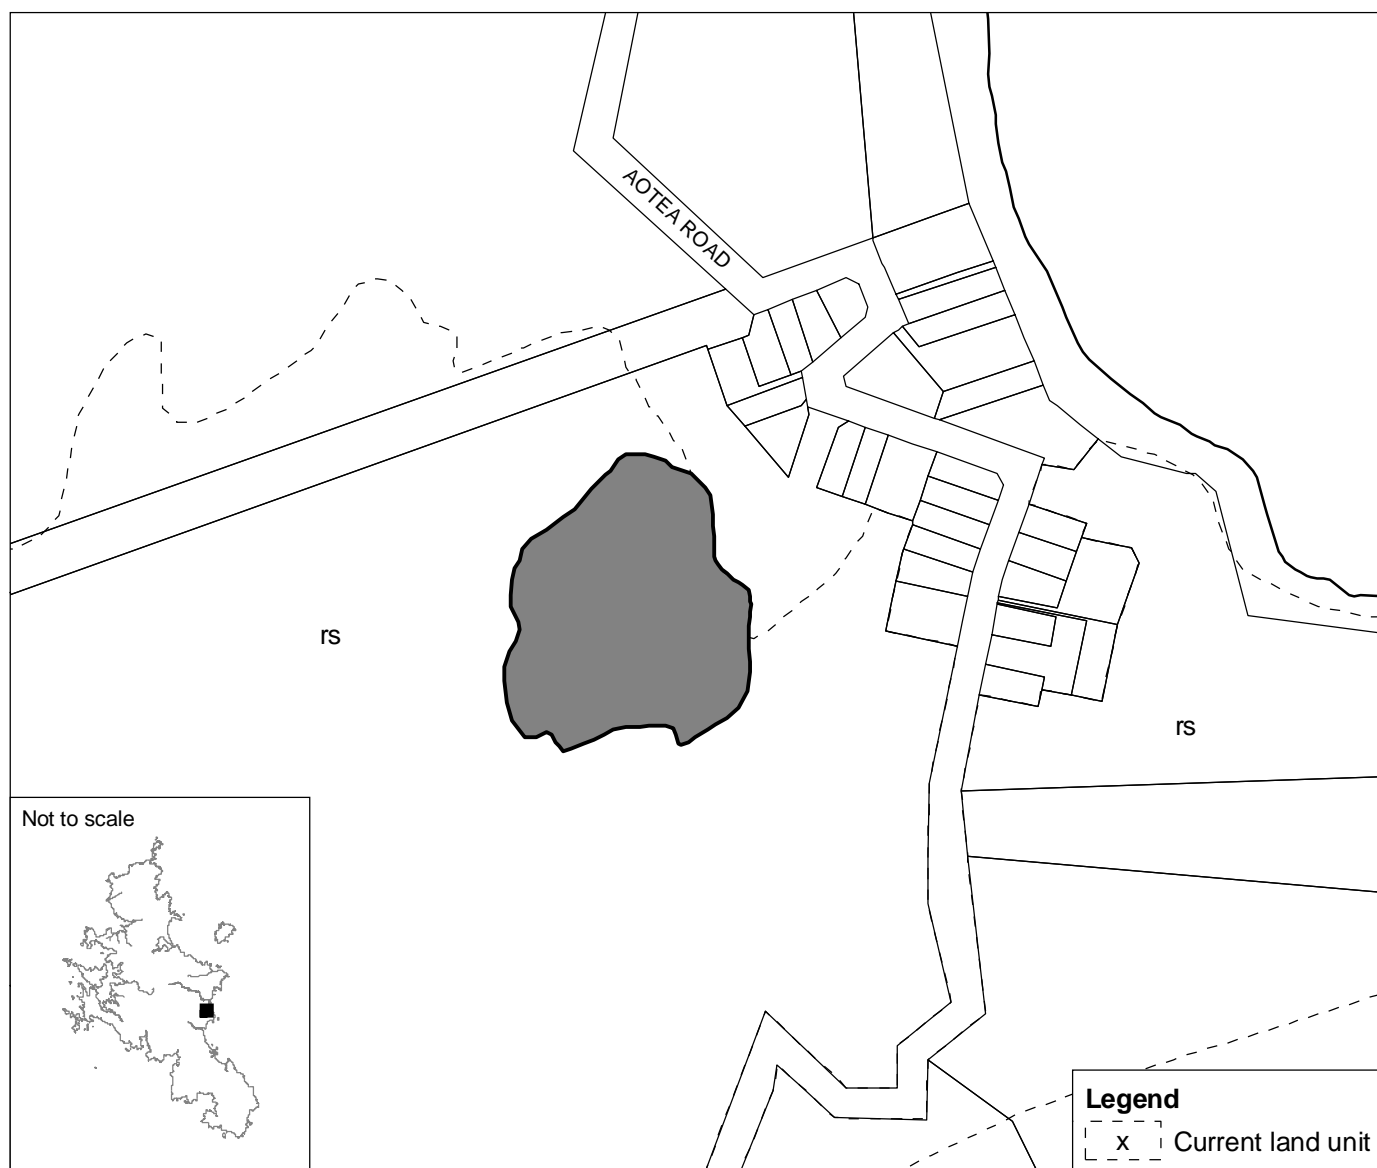 AOTEA ROAD
rs
rs
Not to scale
Legend
x Current land unit